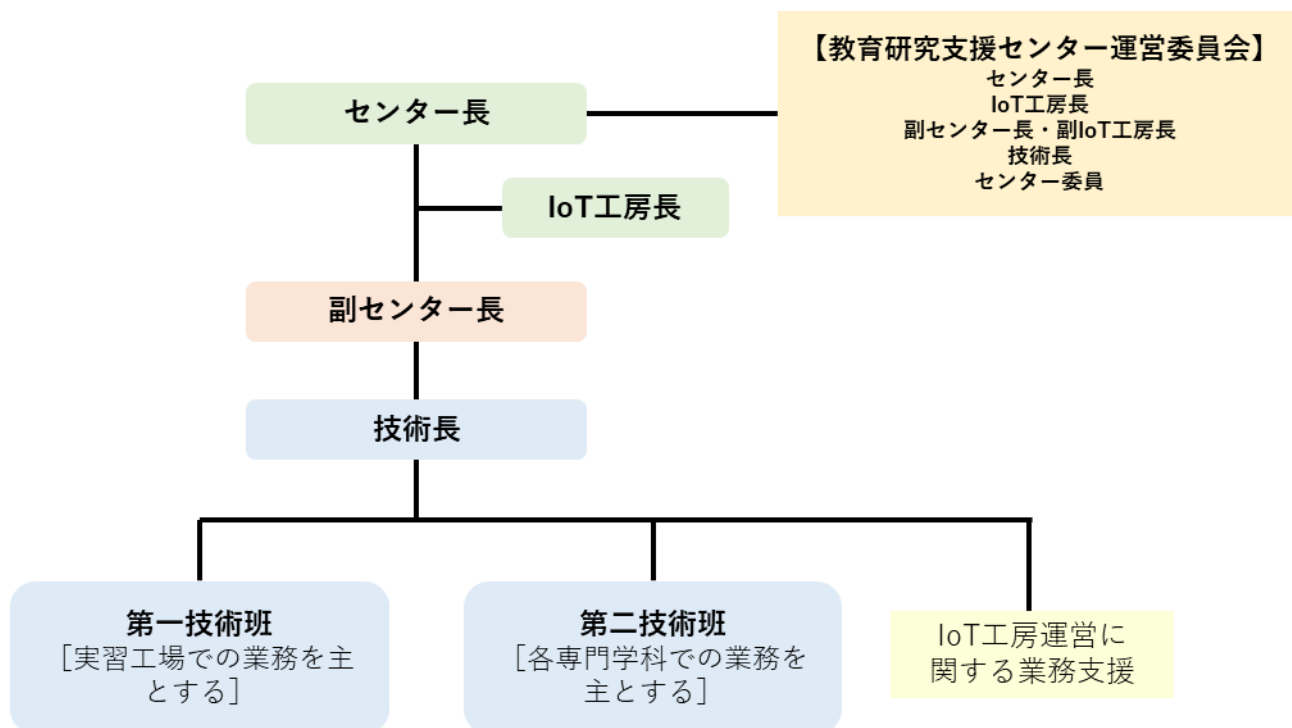 【教育研究支援センター運営委員会】
センター長
IoT工房長
副センター長・副IoT工房長
技術長
センター委員
センター長
IoT工房長
副センター長
技術長
第一技術班
［実習工場での業務を主
とする］
第二技術班
［各専門学科での業務を
主とする］
IoT工房運営に
関する業務支援